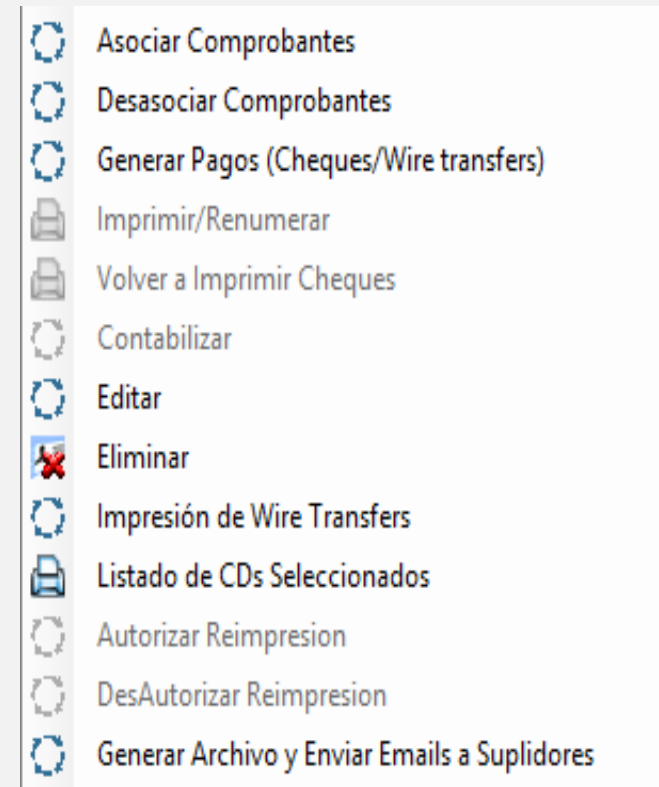 Asociar Comprobantes
Desasociar Comprobantes
Generar Pagos (Cheques/Wire transfers)
Imprimir/Renumerar
Volver a Imprimir Cheques
Contabilizar
Editar
Eliminar
Impresión de Wire Transfers
Listado de CDs Seleccionados
Autorizar Reimpresion
DesAutorizar Reimpresion
Generar Archivo y Enviar Emails a Suplidores